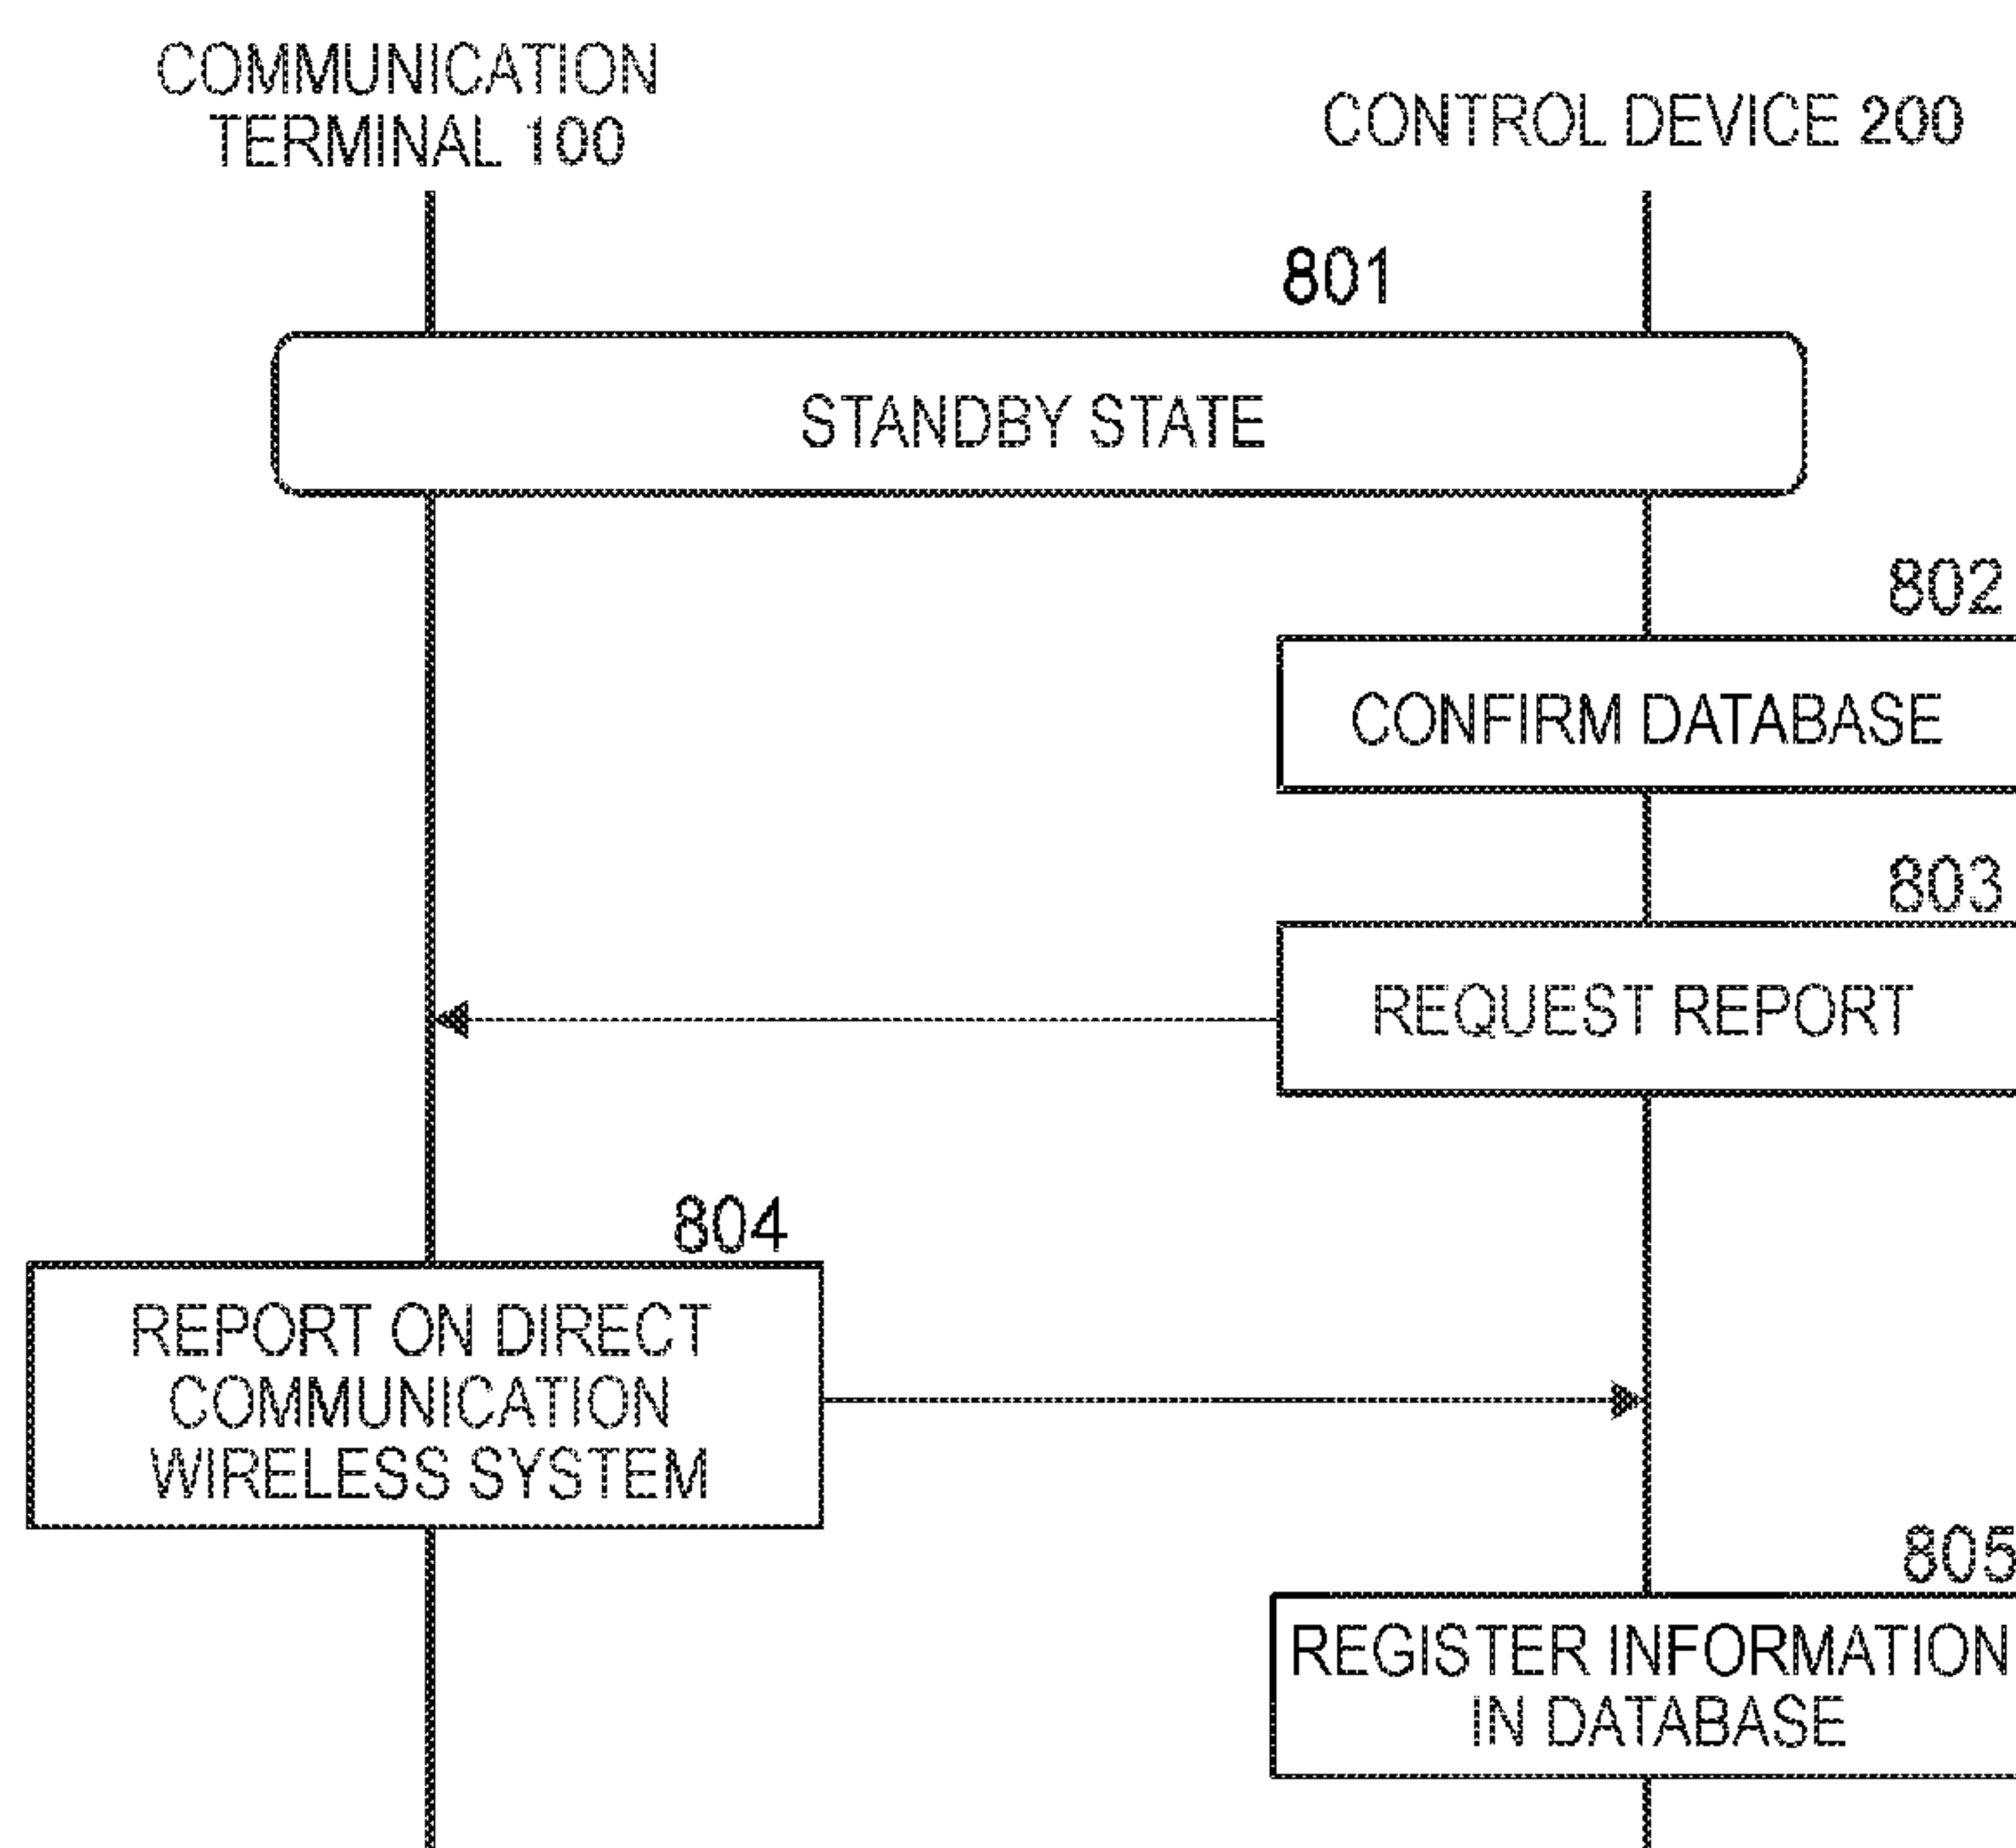 COMMUNICATION
TERMINAL 100
CONTROL DEVICE 200
801
STANDBY STATE
802
CONFIRM DATABASE
803
REQUEST REPORT
804
REPORT ON DIRECT
COMMUNICATION
WIRELESS SYSTEM
805
REGISTER INFORMATION
IN DATABASE